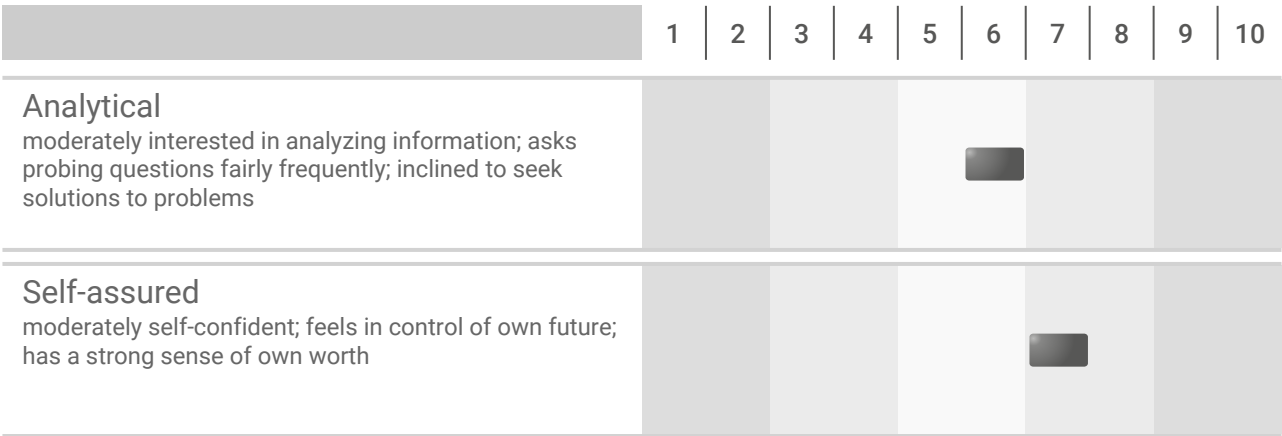 1 2 3 4 5 6 7 8 9 10
Analytical
moderately interested in analyzing information; asks
probing questions fairly frequently; inclined to seek
solutions to problems
Self-assured
moderately self-confident; feels in control of own future;
has a strong sense of own worth